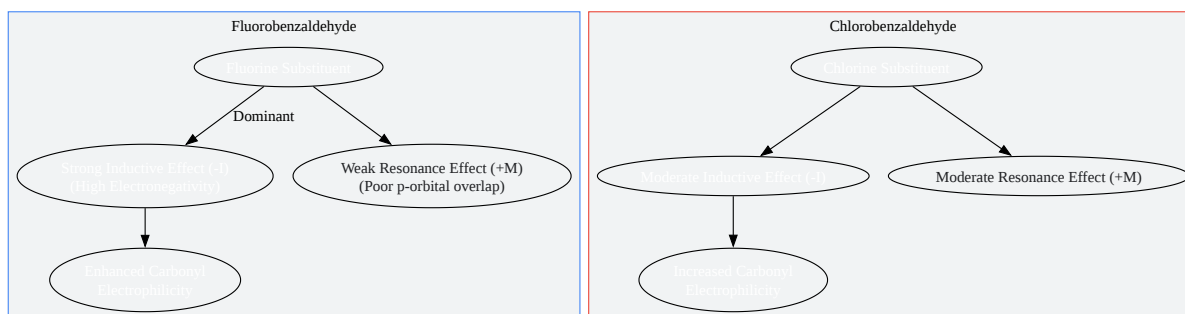 Fluorobenzaldehyde
Fluorine Substituent
Dominant
Strong Inductive Effect (-I)
(High Electronegativity)
Weak Resonance Effect (+M)
(Poor p-orbital overlap)
Enhanced Carbonyl
Electrophilicity
Chlorobenzaldehyde
Chlorine Substituent
Moderate Inductive Effect (-I)
Moderate Resonance Effect (+M)
Increased Carbonyl
Electrophilicity